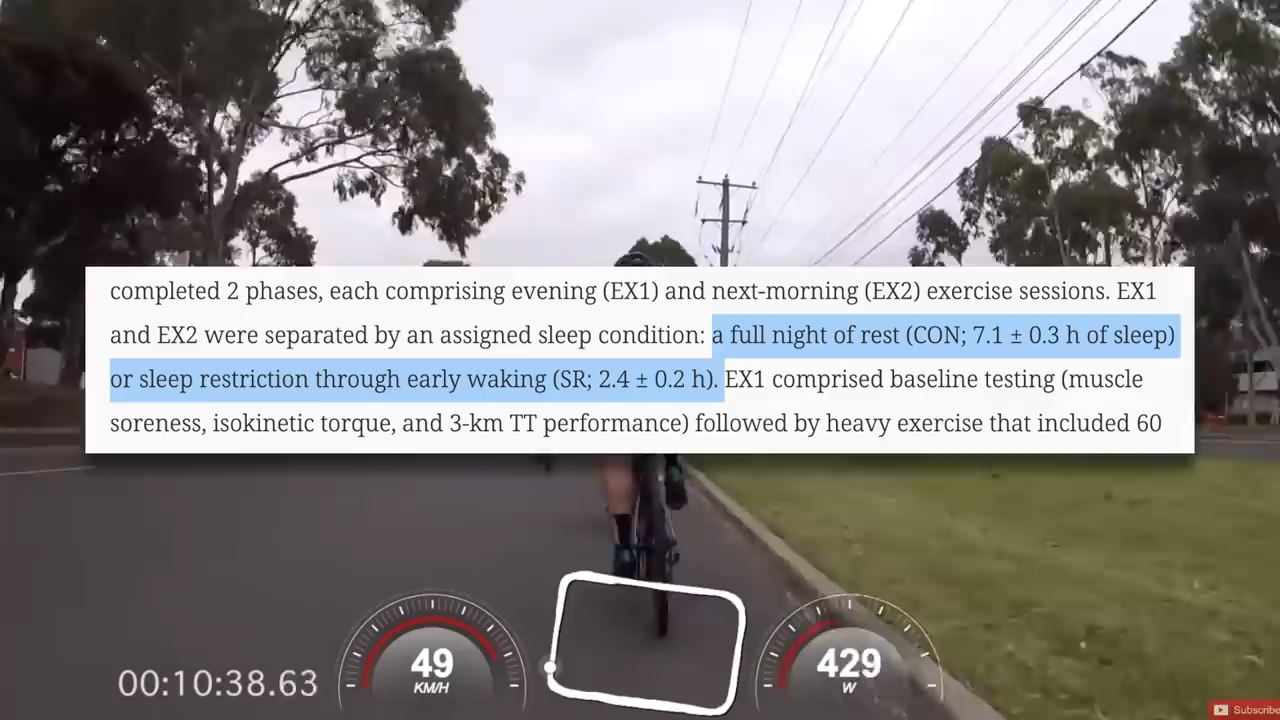 completed 2 phases, each comprising evening (EX1) and next-morning (EX2) exercise sessions. EX1
and EX2 were separated by an assigned sleep condition: a full night of rest (CON; 7.1 ± 0.3 h of sleep)
or sleep restriction through early waking (SR; 2.4 ± 0.2 h). EX1 comprised baseline testing (muscle
soreness, isokinetic torque, and 3-km TT performance) followed by heavy exercise that included 60
00:10:38.63
49
KM/H
429
W
Subscribe